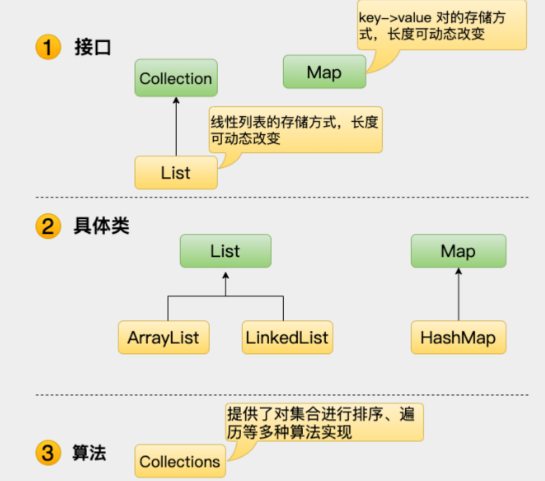 key->value 对的存储方
式，长度可动态改变
1 接口
Collection
Map
线性列表的存储方式，长度
可动态改变
List
2 具体类
List
Map
ArrayList
LinkedList
HashMap
提供了对集合进行排序、遍
历等多种算法实现
3 算法
Collections